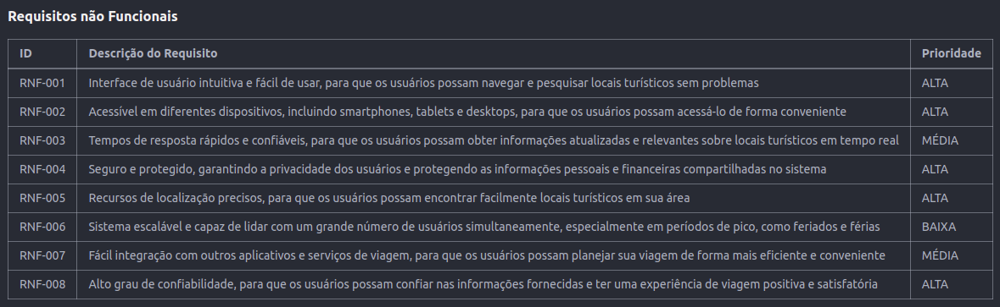 Requisitos não Funcionais
ID Descrição do Requisito Prioridade
RNF-001 Interface de usuário intuitiva e fácil de usar, para que os usuários possam navegar e pesquisar locais turísticos sem problemas ALTA
RNF-002 Acessível em diferentes dispositivos, incluindo smartphones, tablets e desktops, para que os usuários possam acessá-lo de forma conveniente ALTA
RNF-003 Tempos de resposta rápidos e confiáveis, para que os usuários possam obter informações atualizadas e relevantes sobre locais turísticos em tempo real MÉDIA
RNF-004 Seguro e protegido, garantindo a privacidade dos usuários e protegendo as informações pessoais e financeiras compartilhadas no sistema ALTA
RNF-005 Recursos de localização precisos, para que os usuários possam encontrar facilmente locais turísticos em sua área ALTA
RNF-006 Sistema escalável e capaz de lidar com um grande número de usuários simultaneamente, especialmente em períodos de pico, como feriados e férias BAIXA
RNF-007 Fácil integração com outros aplicativos e serviços de viagem, para que os usuários possam planejar sua viagem de forma mais eficiente e conveniente MÉDIA
RNF-008 Alto grau de confiabilidade, para que os usuários possam confiar nas informações fornecidas e ter uma experiência de viagem positiva e satisfatória ALTA